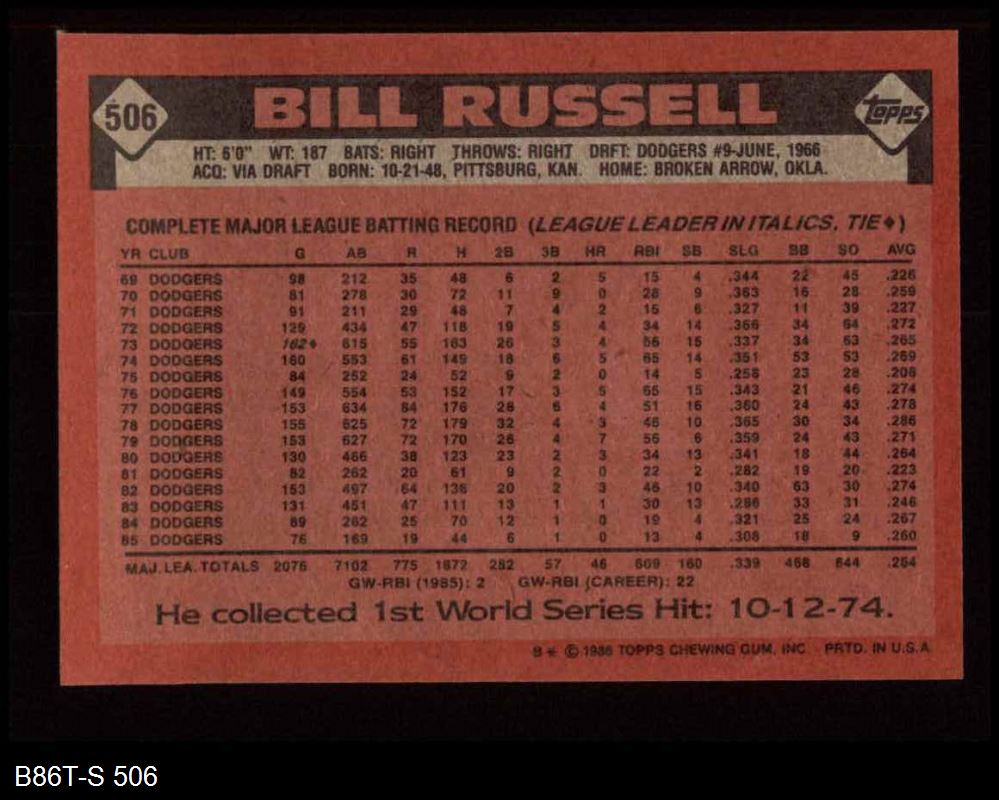 506
BILL RUSSELL
topps
HT: 6'0" WT: 187 BATS: RIGHT THROWS: RIGHT DRFT: DODGERS #9-JUNE, 1966
ACQ: VIA DRAFT BORN: 10-21-48, PITTSBURG, KAN. HOME: BROKEN ARROW, OKLA.
COMPLETE MAJOR LEAGUE BATTING RECORD (LEAGUE LEADER IN ITALICS, TIE♦)
YR CLUB G AB R H 2B 3B HR RBI SB SLG BB SO AVG
69 DODGERS 98 212 35 48 6 2 5 15 4 .344 22 45 .226
70 DODGERS 81 278 30 72 11 9 0 28 9 .363 16 28 .259
71 DODGERS 91 211 29 48 7 4 2 15 6 .327 11 39 .227
72 DODGERS 129 434 47 118 19 5 4 34 14 .366 34 64 .272
73 DODGERS 162♦ 615 55 163 26 3 4 56 15 .337 34 63 .265
74 DODGERS 160 553 61 149 18 6 5 65 14 .351 53 53 .269
75 DODGERS 84 252 24 52 9 2 0 14 5 .258 23 28 .206
76 DODGERS 149 554 53 152 17 3 5 65 15 .343 21 46 .274
77 DODGERS 153 634 84 176 28 6 4 51 16 .360 24 43 .278
78 DODGERS 155 625 72 179 32 4 3 46 10 .365 30 34 .286
79 DODGERS 153 627 72 170 26 4 7 56 6 .359 24 43 .271
80 DODGERS 130 466 38 123 23 2 3 34 13 .341 18 44 .264
81 DODGERS 82 262 20 61 9 2 0 22 2 .282 19 20 .223
82 DODGERS 153 497 64 136 20 2 3 46 10 .340 63 30 .274
83 DODGERS 131 451 47 111 13 1 1 30 13 .286 33 31 .246
84 DODGERS 89 262 25 70 12 1 0 19 4 .321 25 24 .267
85 DODGERS 76 169 19 44 6 1 0 13 4 .308 18 9 .260
MAJ. LEA. TOTALS 2076 7102 775 1872 282 57 46 609 160 .339 468 644 .264
GW-RBI (1985): 2 GW-RBI (CAREER): 22
He collected 1st World Series Hit: 10-12-74.
B* © 1986 TOPPS CHEWING GUM, INC. PRTD. IN U.S.A.
B86T-S 506